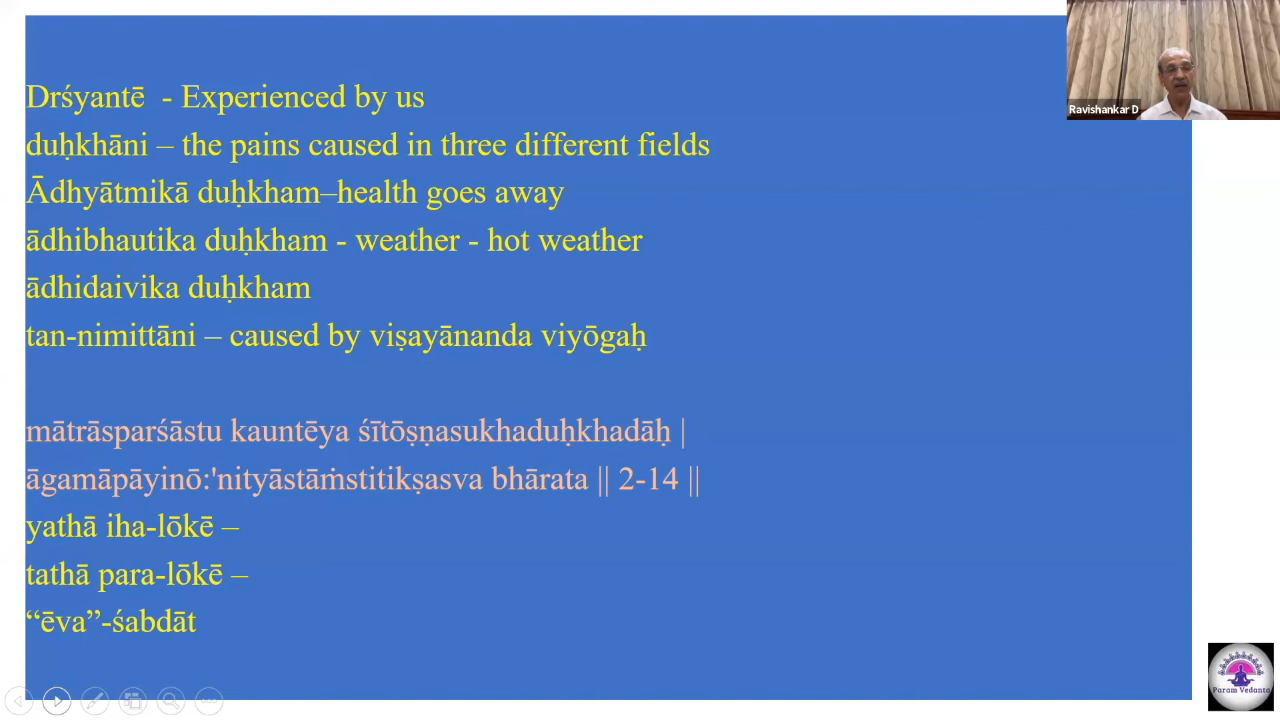 Drśyantē - Experienced by us
duḥkhāni – the pains caused in three different fields
Ādhyātmikā duḥkham–health goes away
ādhibhautika duḥkham - weather - hot weather
ādhidaivika duḥkham
tan-nimittāni – caused by viṣayānanda viyōgaḥ
mātrāsparśāstu kauntēya śītōṣṇasukhaduḥkhadāḥ |
āgamāpāyinō:'nityāstāṁstitikṣasva bhārata || 2-14 ||
yathā iha-lōkē –
tathā para-lōkē –
“ēva”-śabdāt
Ravishankar D
Param Vedanta